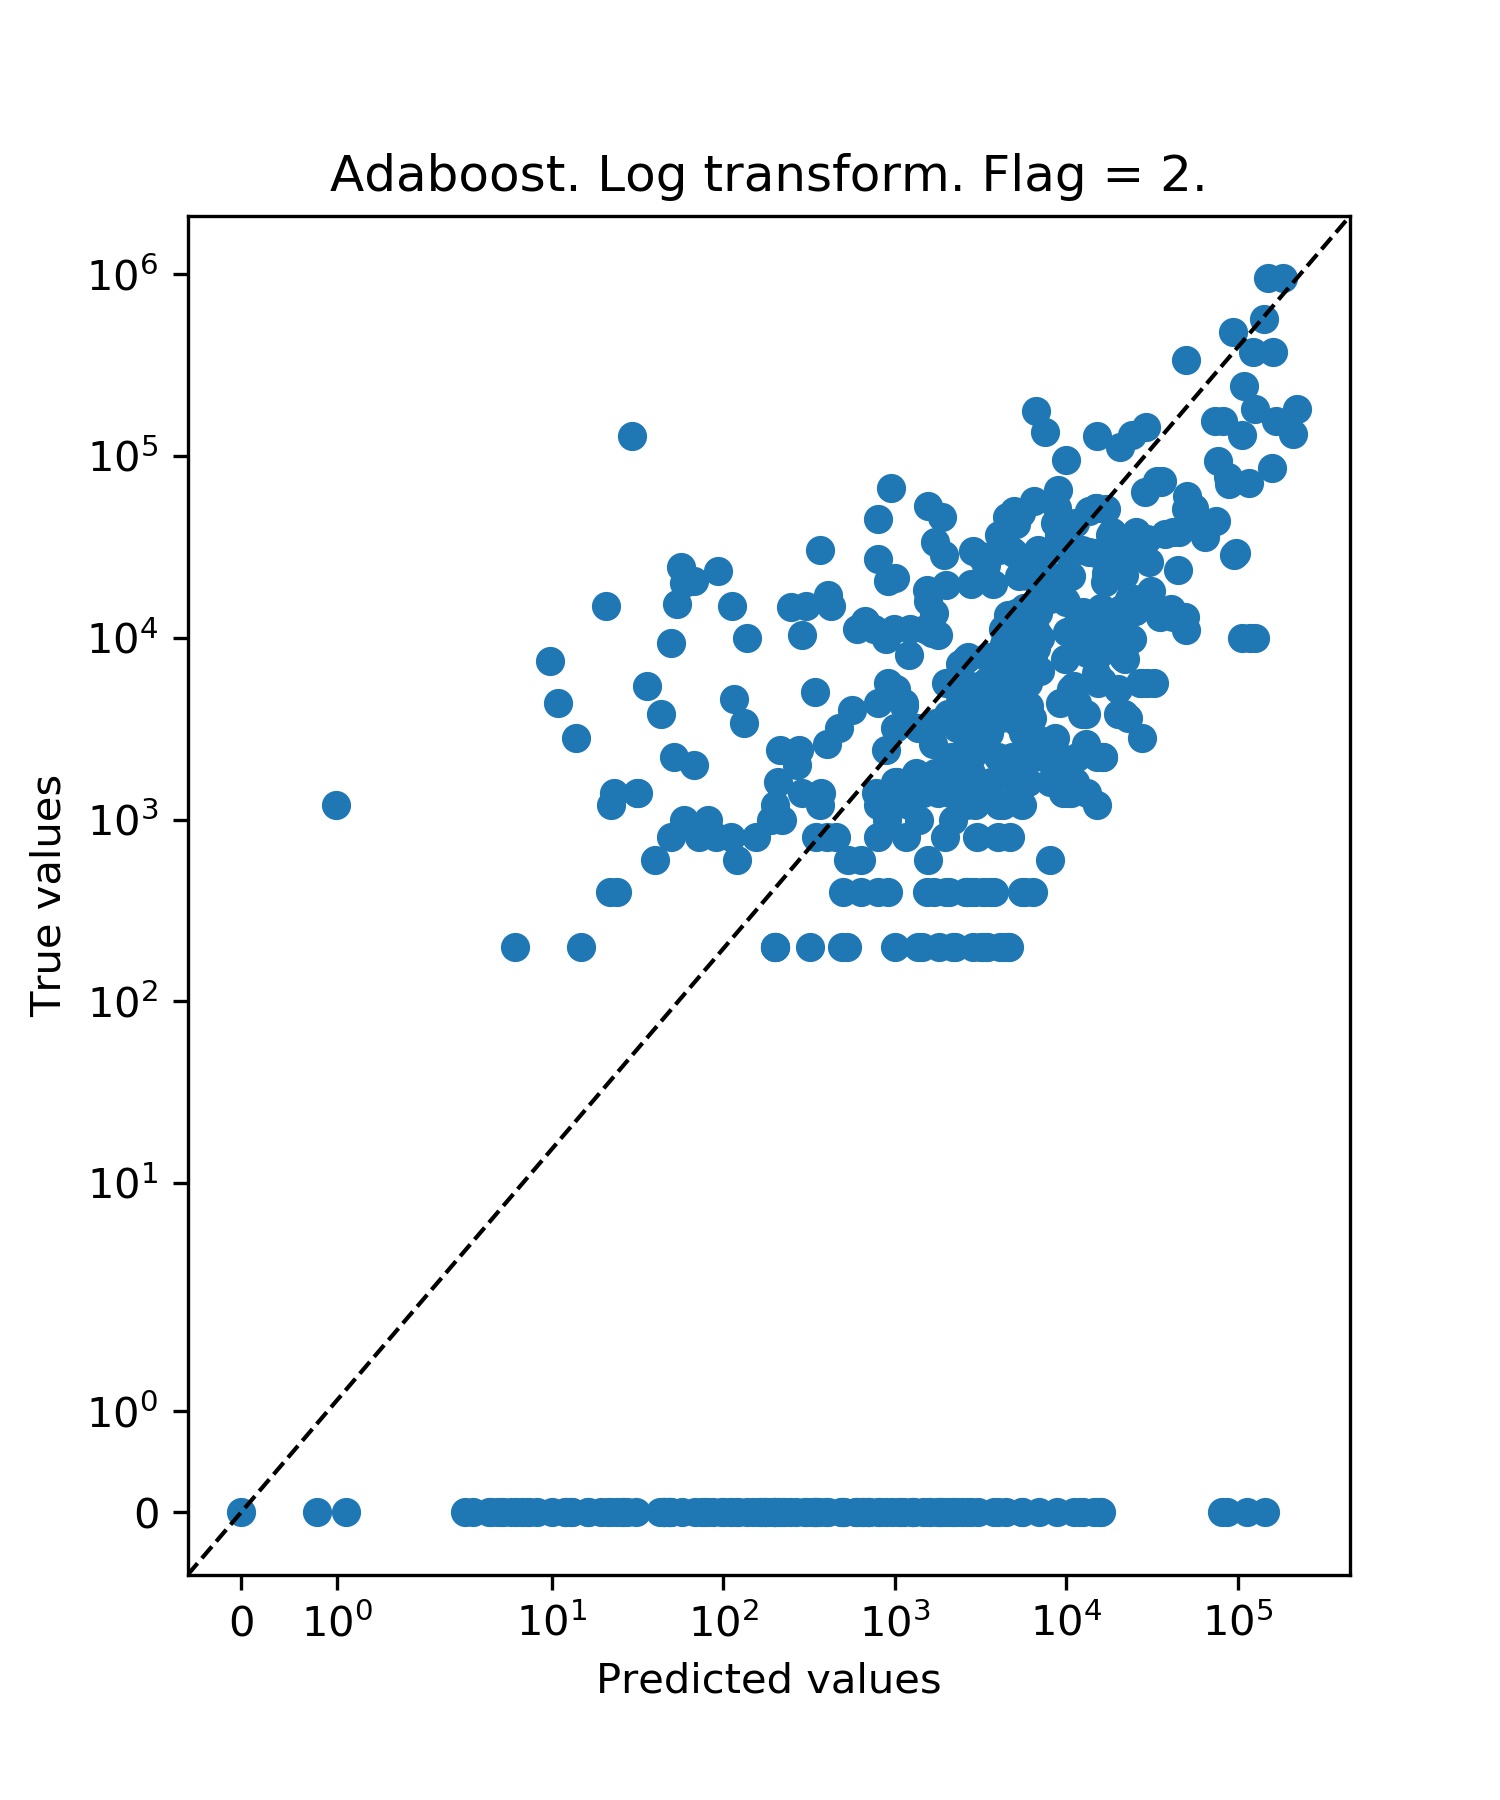 Adaboost. Log transform. Flag = 2.
10⁶
10⁵
10⁴
10³
10²
10¹
10⁰
0
True values
0 10⁰ 10¹ 10² 10³ 10⁴ 10⁵
Predicted values